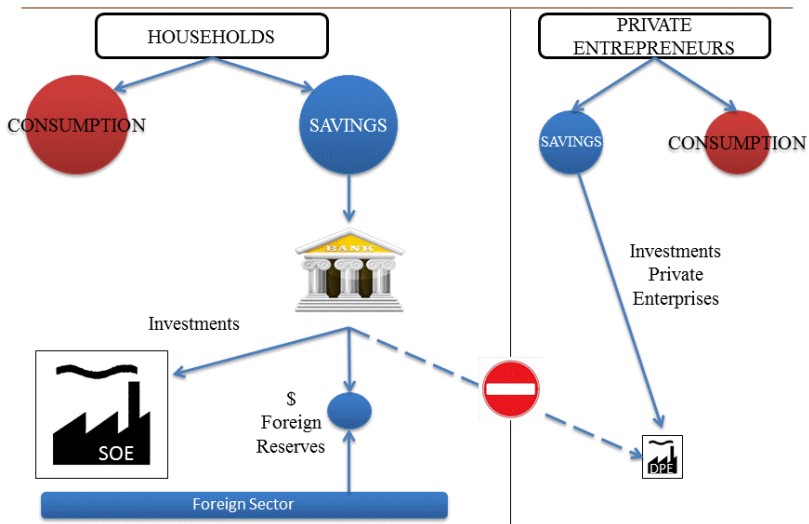 HOUSEHOLDS
PRIVATE
ENTREPRENEURS
CONSUMPTION
SAVINGS
SAVINGS
CONSUMPTION
BANK
Investments
Private
Enterprises
Investments
$
Foreign
Reserves
SOE
DPE
Foreign Sector